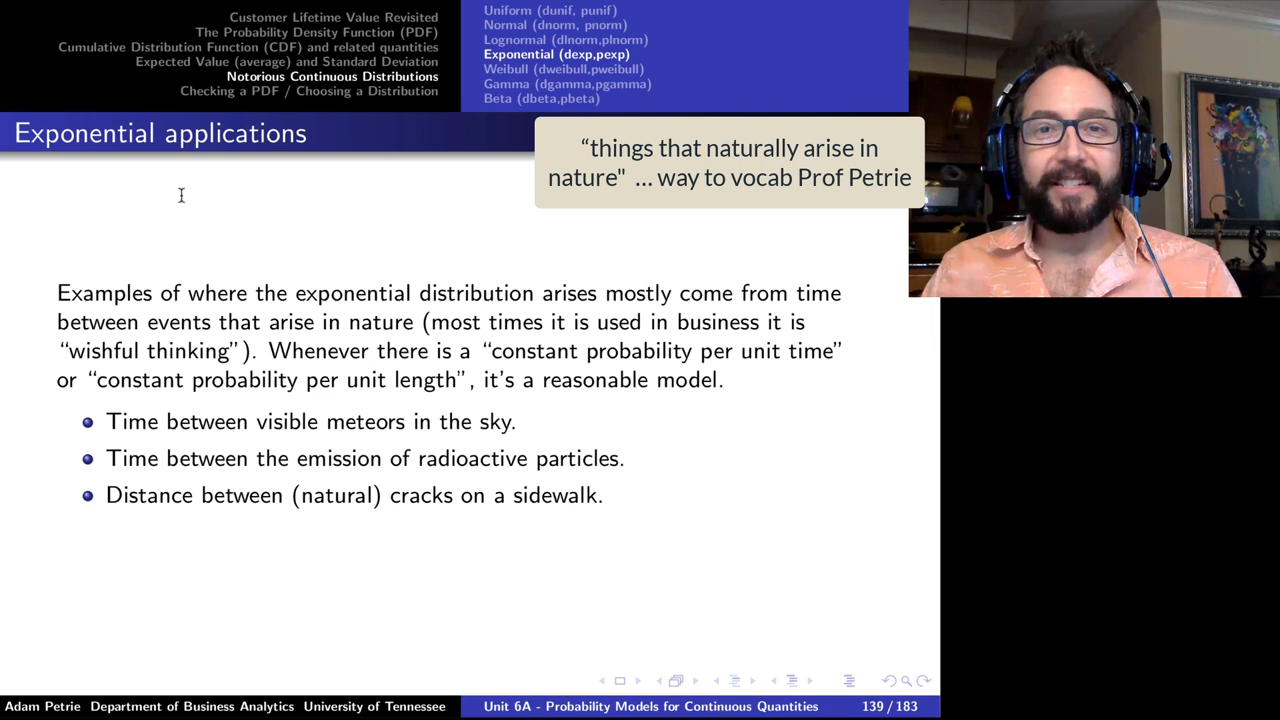 Customer Lifetime Value Revisited
The Probability Density Function (PDF)
Cumulative Distribution Function (CDF) and related quantities
Expected Value (average) and Standard Deviation
Notorious Continuous Distributions
Checking a PDF / Choosing a Distribution
Uniform (dunif, punif)
Normal (dnorm, pnorm)
Lognormal (dlnorm,plnorm)
Exponential (dexp,pexp)
Weibull (dweibull,pweibull)
Gamma (dgamma,pgamma)
Beta (dbeta,pbeta)
Exponential applications
“things that naturally arise in
nature" ... way to vocab Prof Petrie
Examples of where the exponential distribution arises mostly come from time
between events that arise in nature (most times it is used in business it is
“wishful thinking”). Whenever there is a “constant probability per unit time”
or “constant probability per unit length”, it's a reasonable model.
Time between visible meteors in the sky.
Time between the emission of radioactive particles.
Distance between (natural) cracks on a sidewalk.
Adam Petrie Department of Business Analytics University of Tennessee
Unit 6A - Probability Models for Continuous Quantities
139 / 183